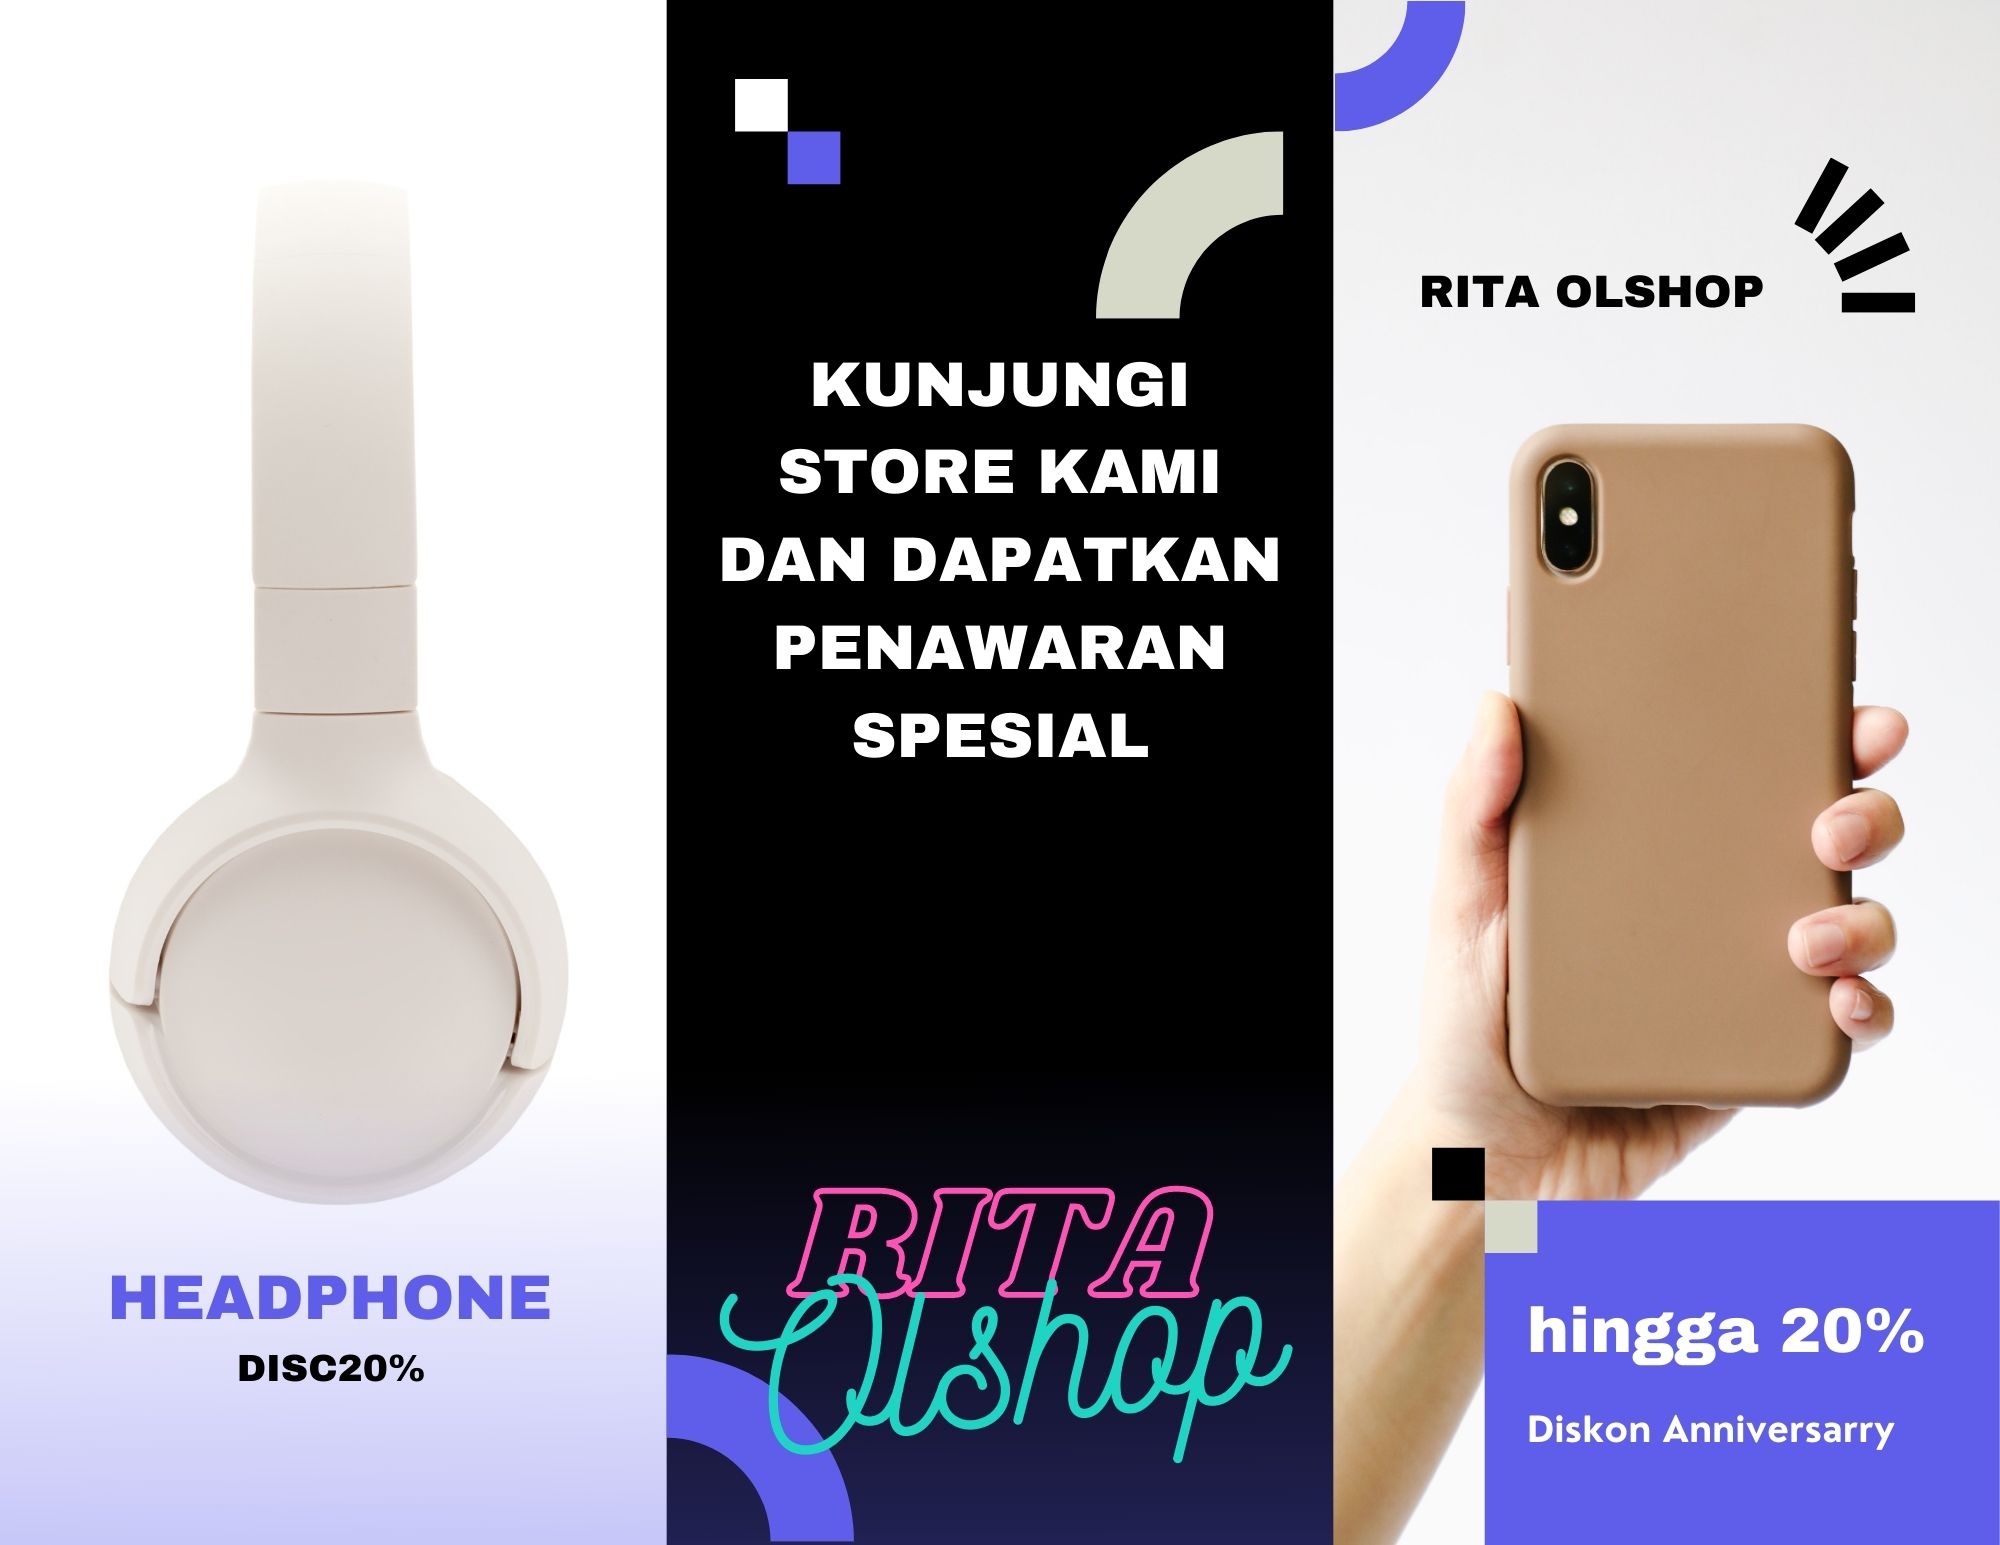 HEADPHONE
DISC20%
KUNJUNGI
STORE KAMI
DAN DAPATKAN
PENAWARAN
SPESIAL
RITA
Olshop
RITA OLSHOP
hingga 20%
Diskon Anniversarry